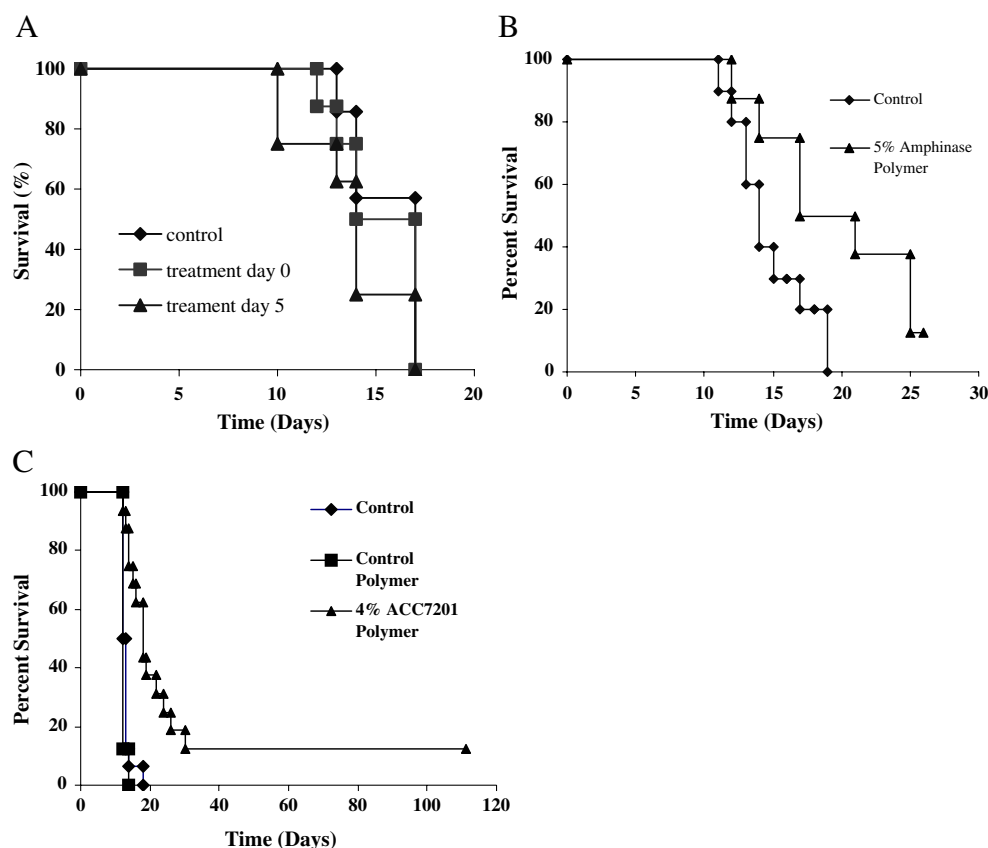 A
100
80
60
40
20
0
Survival (%)
control
treatment day 0
treament day 5
0 5 10 15 20
Time (Days)
B
100
80
60
40
20
0
Percent Survival
Control
5% Amphinase
Polymer
0 5 10 15 20 25 30
Time (Days)
C
100
80
60
40
20
0
Percent Survival
Control
Control
Polymer
4% ACC7201
Polymer
0 20 40 60 80 100 120
Time (Days)